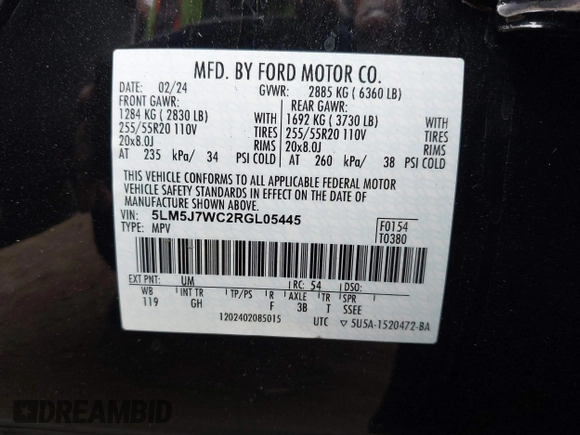 MFD. BY FORD MOTOR CO.
DATE: 02/24 GVWR: 2885 KG ( 6360 LB)
FRONT GAWR: REAR GAWR:
1284 KG ( 2830 LB) WITH 1692 KG ( 3730 LB) WITH
255/55R20 110V TIRES 255/55R20 110V TIRES
20x8.0J RIMS 20x8.0J RIMS
AT 235 kPa/ 34 PSI COLD AT 260 kPa/ 38 PSI COLD
THIS VEHICLE CONFORMS TO ALL APPLICABLE FEDERAL MOTOR
VEHICLE SAFETY STANDARDS IN EFFECT ON THE DATE OF
MANUFACTURE SHOWN ABOVE.
VIN: 5LM5J7WC2RGL05445 F0154
TYPE: MPV T0380
EXT PNT: UM RC: 54 DSO:
WB INT TR TP/PS R AXLE TR SPR
119 GH F 3B T SSEE
1202402085015 UTC ▽ 5U5A-1520472-BA
DREAMBID